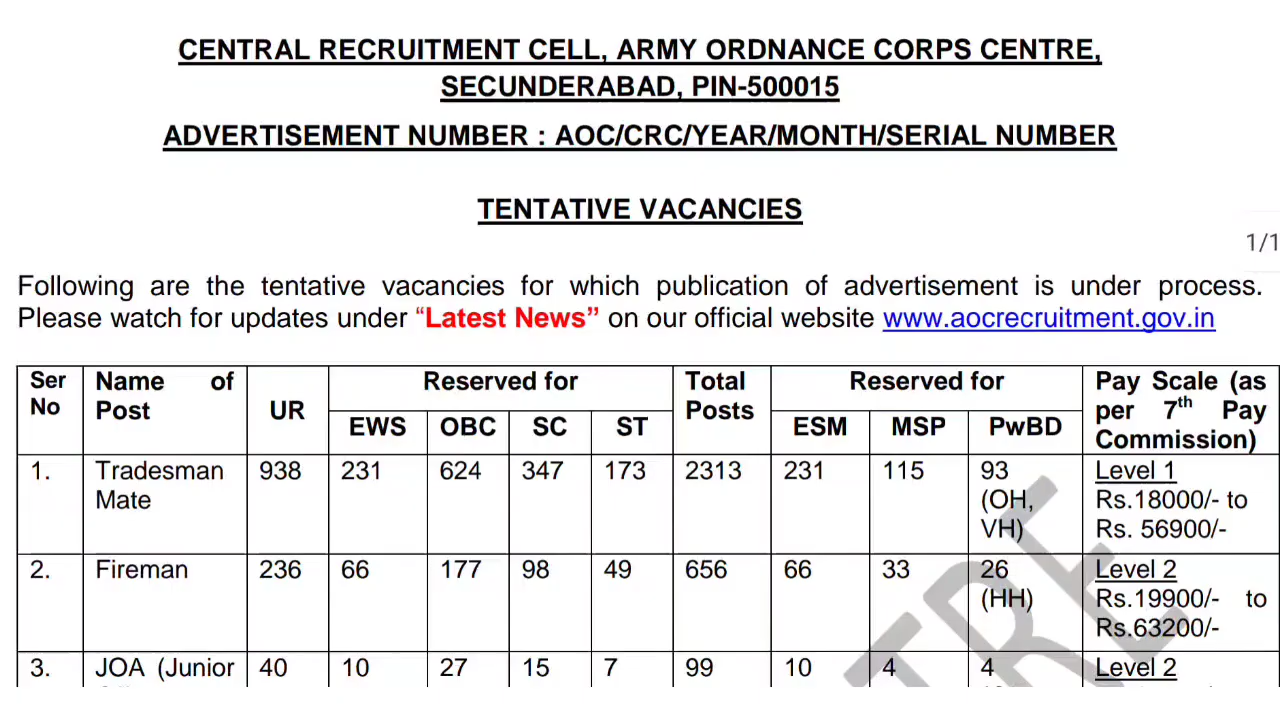 CENTRAL RECRUITMENT CELL, ARMY ORDNANCE CORPS CENTRE,
SECUNDERABAD, PIN-500015
ADVERTISEMENT NUMBER : AOC/CRC/YEAR/MONTH/SERIAL NUMBER
TENTATIVE VACANCIES
1/1
Following are the tentative vacancies for which publication of advertisement is under process.
Please watch for updates under “Latest News” on our official website www.aocrecruitment.gov.in
Ser No Name of Post UR Reserved for Total Posts Reserved for Pay Scale (as per 7th Pay Commission)
EWS OBC SC ST ESM MSP PwBD
1. Tradesman 938 231 624 347 173 2313 231 115 93 Level 1
Mate (OH, Rs.18000/- to
VH) Rs. 56900/-
2. Fireman 236 66 177 98 49 656 66 33 26 Level 2
(HH) Rs.19900/- to
Rs.63200/-
3. JOA (Junior 40 10 27 15 7 99 10 4 4 Level 2
TRE